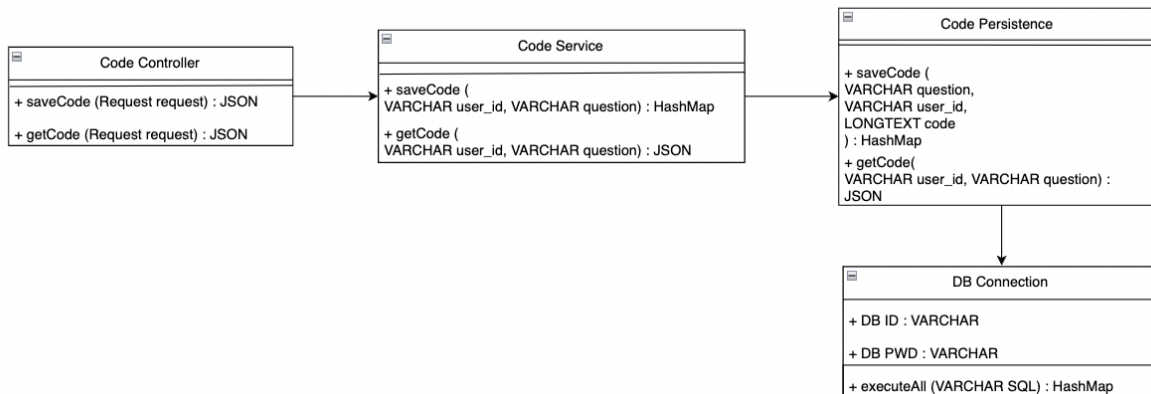 Code Controller
+ saveCode (Request request) : JSON
+ getCode (Request request) : JSON
Code Service
+ saveCode (
VARCHAR user_id, VARCHAR question) : HashMap
+ getCode (
VARCHAR user_id, VARCHAR question) : JSON
Code Persistence
+ saveCode (
VARCHAR question,
VARCHAR user_id,
LONGTEXT code
) : HashMap
+ getCode(
VARCHAR user_id, VARCHAR question) :
JSON
DB Connection
+ DB ID : VARCHAR
+ DB PWD : VARCHAR
+ executeAll (VARCHAR SQL) : HashMap